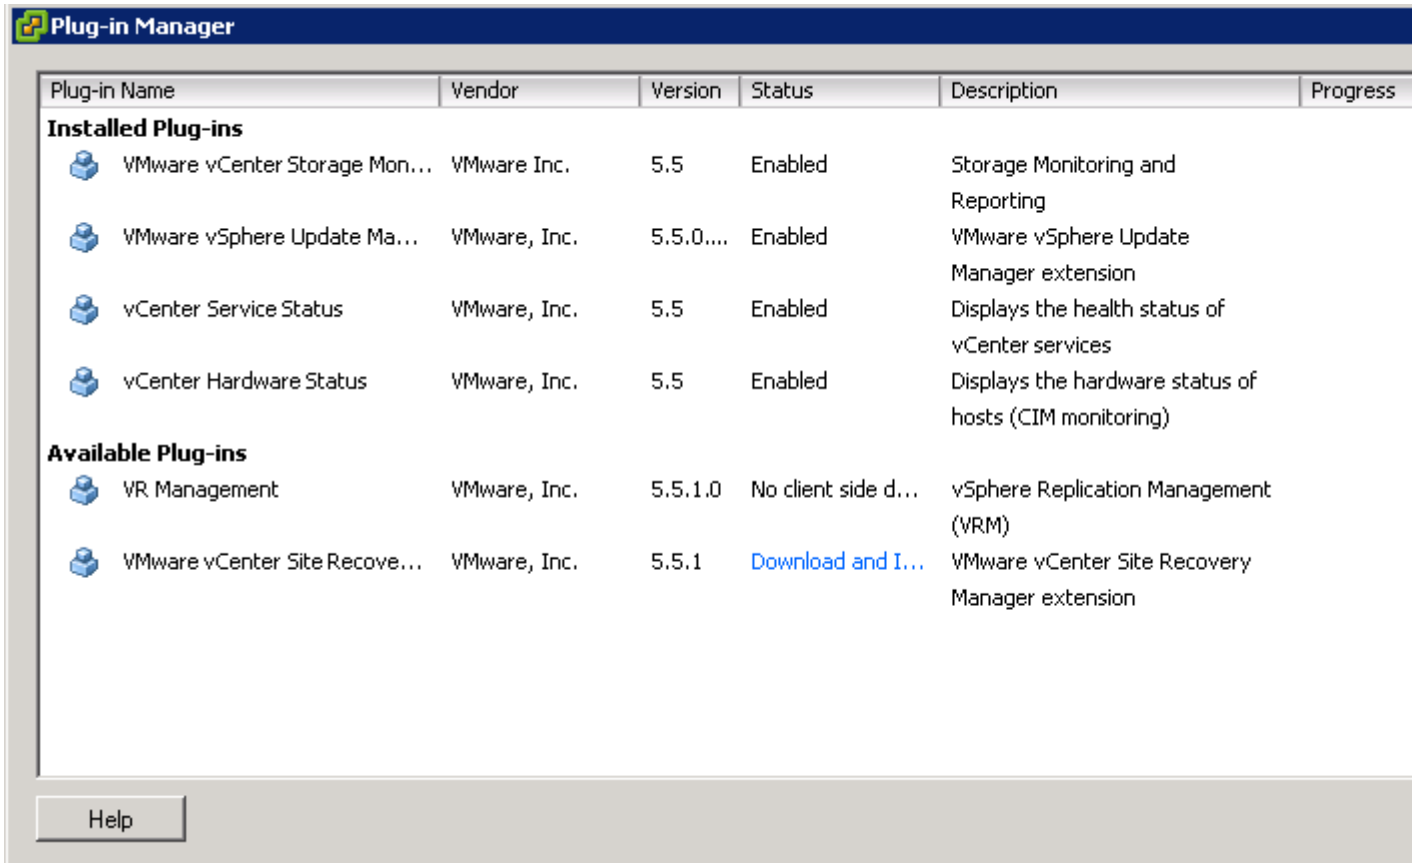 Plug-in Manager
Plug-in Name Vendor Version Status Description Progress
Installed Plug-ins
VMware vCenter Storage Mon... VMware Inc. 5.5 Enabled Storage Monitoring and
Reporting
VMware vSphere Update Ma... VMware, Inc. 5.5.0.... Enabled VMware vSphere Update
Manager extension
vCenter Service Status VMware, Inc. 5.5 Enabled Displays the health status of
vCenter services
vCenter Hardware Status VMware, Inc. 5.5 Enabled Displays the hardware status of
hosts (CIM monitoring)
Available Plug-ins
VR Management VMware, Inc. 5.5.1.0 No client side d... vSphere Replication Management
(VRM)
VMware vCenter Site Recove... VMware, Inc. 5.5.1 Download and I... VMware vCenter Site Recovery
Manager extension
Help